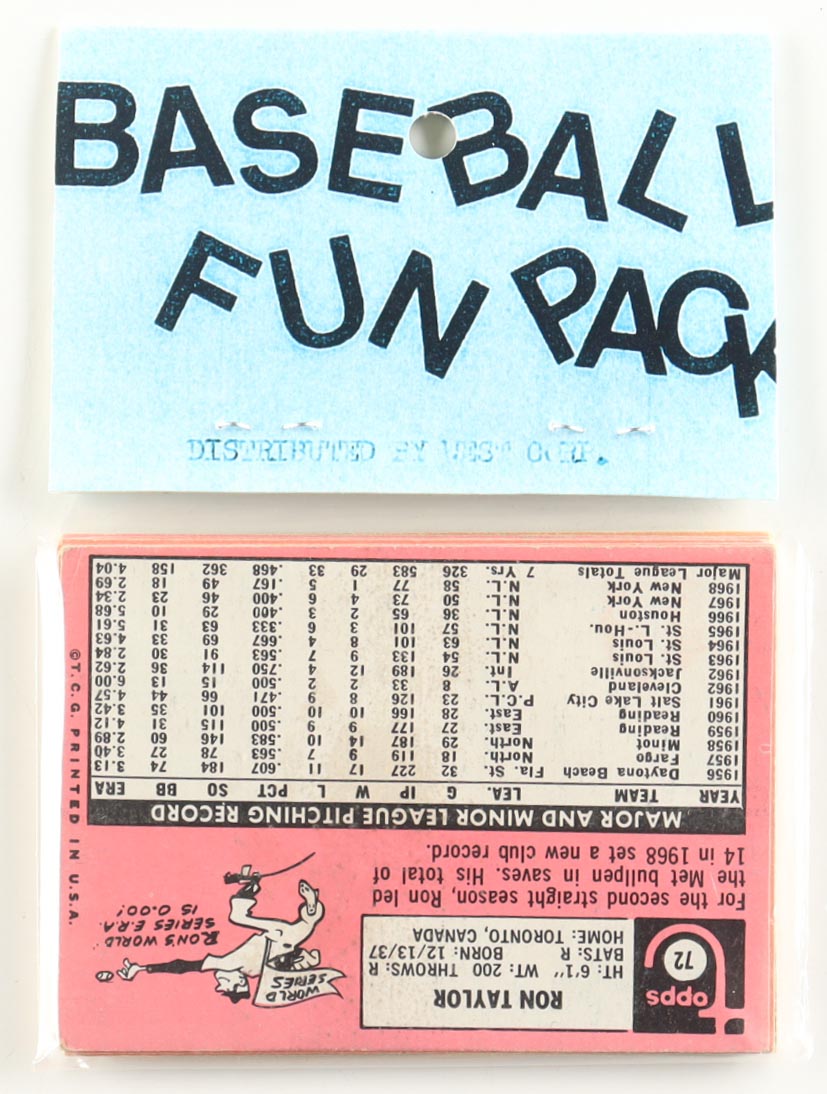 BASEBALL
FUN PACK
DISTRIBUTED BY WEST CORP.
Topps
72
RON TAYLOR
HT: 6'1" WT: 200 THROWS: R
BATS: R BORN: 12/13/37
HOME: TORONTO, CANADA
For the second straight season, Ron led
the Met bullpen in saves. His total of
14 in 1968 set a new club record.
WORLD
SERIES
RON'S WORLD
SERIES E.R.A.
IS 0.00!
MAJOR AND MINOR LEAGUE PITCHING RECORD
YEAR TEAM LEA. G IP W L PCT SO BB ERA
1956 Daytona Beach Fla. St. 32 227 17 11 .607 184 74 3.13
1957 Fargo North. 18 119 9 7 .563 78 27 3.40
1958 Minot North. 29 187 14 10 .583 146 60 2.89
1959 Reading East. 27 177 9 9 .500 115 31 4.12
1960 Reading East. 28 166 10 10 .500 101 35 3.42
1961 Salt Lake City P.C.L. 23 126 8 9 .471 66 44 4.57
1962 Cleveland A.L. 8 33 2 2 .500 15 13 6.00
1962 Jacksonville Int. 26 189 12 4 .750 114 36 2.62
1963 St. Louis N.L. 54 133 9 7 .563 91 30 2.84
1964 St. Louis N.L. 63 101 8 4 .667 69 33 4.63
1965 St. L.-Hou. N.L. 57 101 3 6 .333 63 31 5.61
1966 Houston N.L. 36 65 2 3 .400 29 10 5.68
1967 New York N.L. 50 73 4 6 .400 46 23 2.34
1968 New York N.L. 58 77 1 5 .167 49 18 2.69
Major League Totals 7 Yrs. 326 583 29 33 .468 362 158 4.04
©T.C.G. PRINTED IN U.S.A.